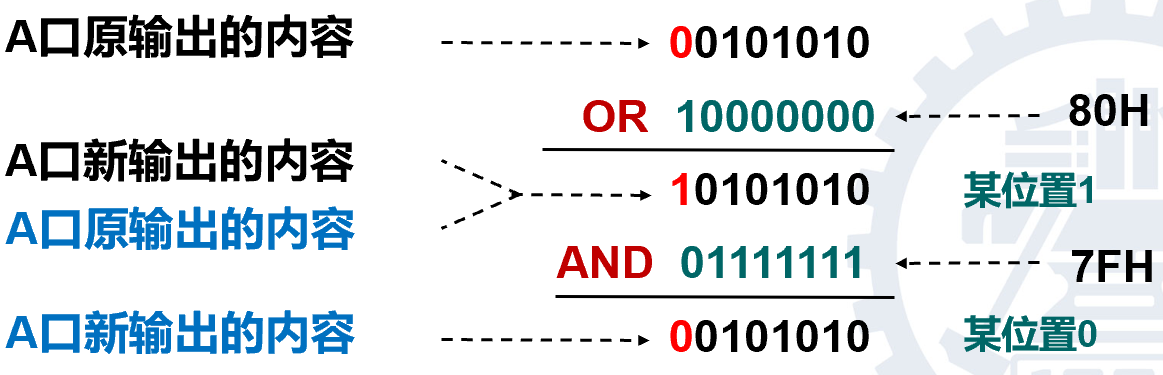 A口原输出的内容 00101010
OR 10000000 80H
A口新输出的内容
10101010 某位置1
A口原输出的内容
AND 01111111 7FH
A口新输出的内容 00101010 某位置0